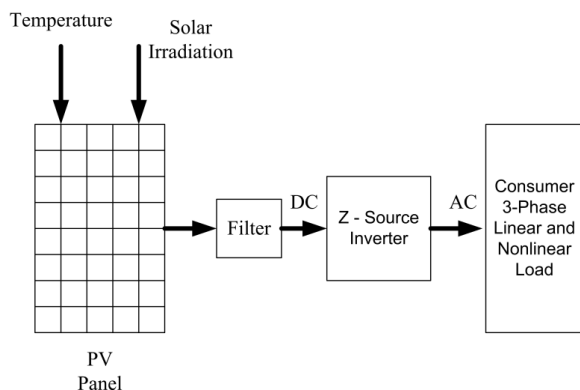 Temperature
Solar
Irradiation
PV
Panel
Filter
DC
Z - Source
Inverter
AC
Consumer
3-Phase
Linear and
Nonlinear
Load